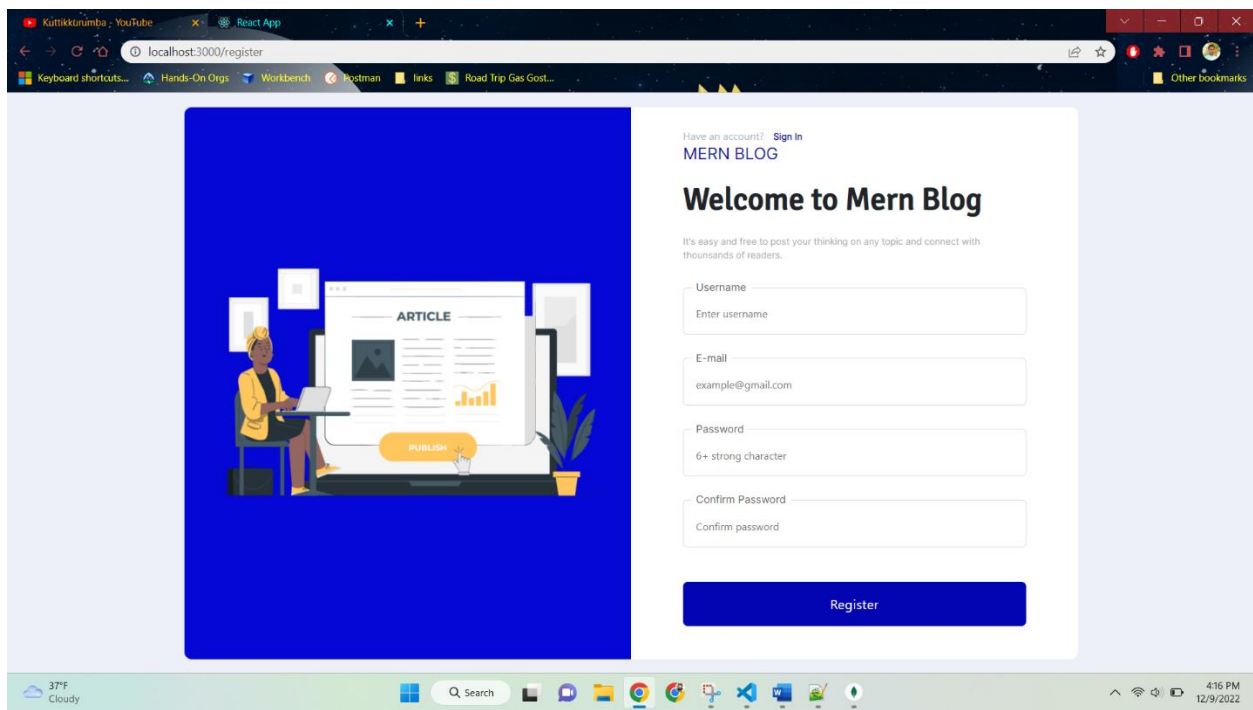 Kuttikkurumba - YouTube
React App
localhost:3000/register
Keyboard shortcuts...
Hands-On Orgs
Workbench
Postman
links
Road Trip Gas Gost...
Other bookmarks
Have an account? Sign In
MERN BLOG
Welcome to Mern Blog
It's easy and free to post your thinking on any topic and connect with
thounsands of readers.
Username
Enter username
E-mail
example@gmail.com
Password
6+ strong character
Confirm Password
Confirm password
Register
ARTICLE
PUBLISH
37°F
Cloudy
Search
4:16 PM
12/9/2022